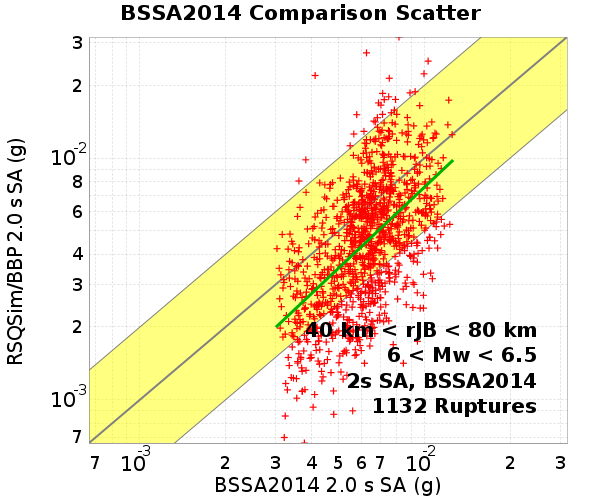 BSSA2014 Comparison Scatter
RSQSim/BBP 2.0 s SA (g)
3
2
10-2
8
6
4
3
2
10-3
7
40 km < rJB < 80 km
6 < Mw < 6.5
2s SA, BSSA2014
1132 Ruptures
7 10-3 2 3 4 5 6 7 10-2 2 3
BSSA2014 2.0 s SA (g)